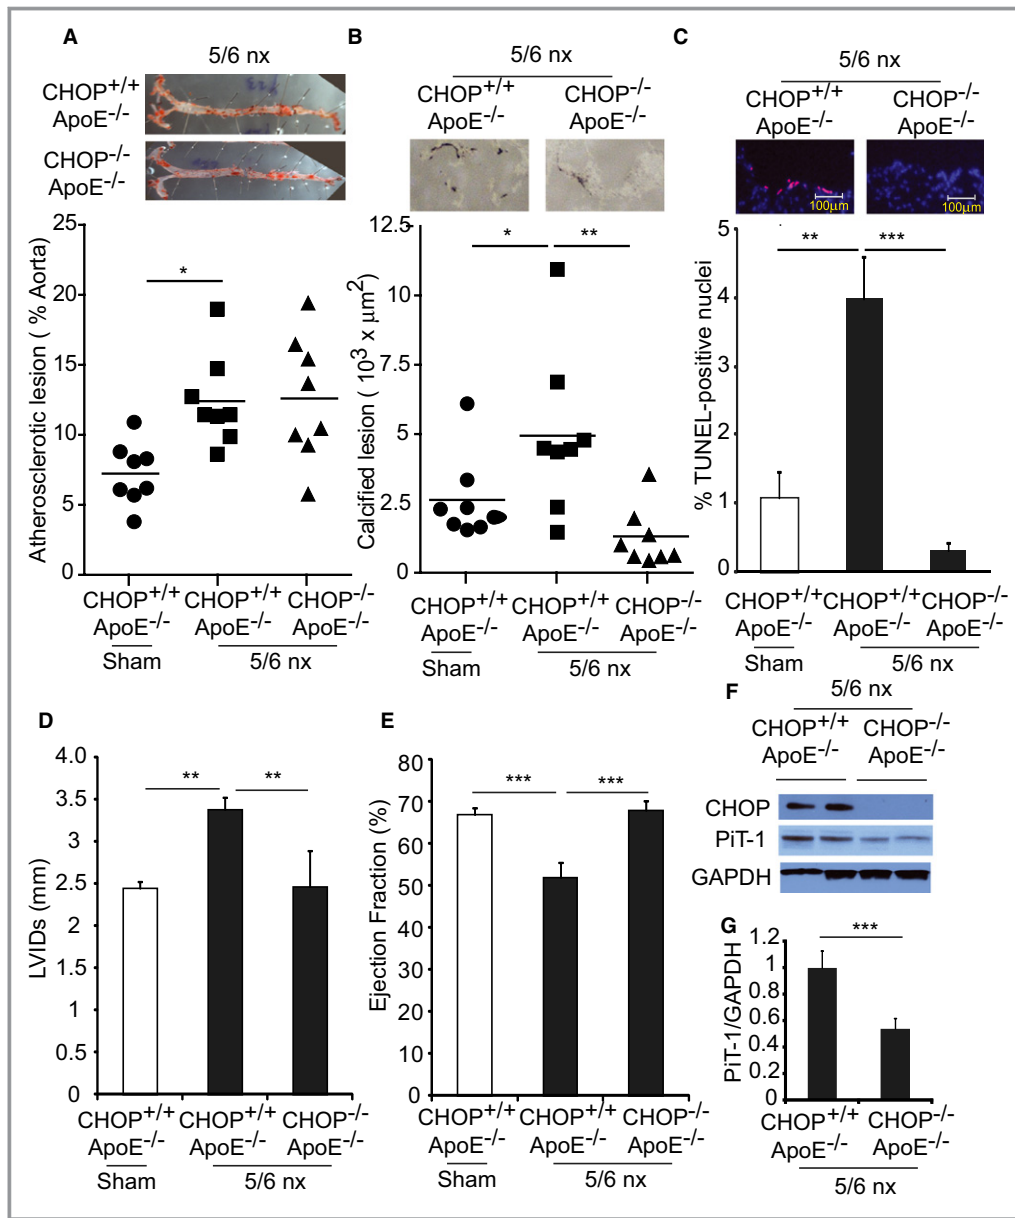 A
5/6 nx
CHOP+/+
ApoE-/-
CHOP-/-
ApoE-/-
Atherosclerotic lesion ( % Aorta)
25
20
15
10
5
0
*
CHOP+/+ CHOP+/+ CHOP-/-
ApoE-/- ApoE-/- ApoE-/-
Sham 5/6 nx
B
5/6 nx
CHOP+/+ CHOP-/-
ApoE-/- ApoE-/-
Calcified lesion ( 103 x μm2)
12.5
10
7.5
5
2.5
0
* **
CHOP+/+ CHOP+/+ CHOP-/-
ApoE-/- ApoE-/- ApoE-/-
Sham 5/6 nx
C
5/6 nx
CHOP+/+ CHOP-/-
ApoE-/- ApoE-/-
100μm 100μm
% TUNEL-positive nuclei
5
4
3
2
1
0
** ***
CHOP+/+ CHOP+/+ CHOP-/-
ApoE-/- ApoE-/- ApoE-/-
Sham 5/6 nx
D
LVIDs (mm)
4.0
3.5
3
2.5
2
1.5
1
0.5
0
** **
CHOP+/+ CHOP+/+ CHOP-/-
ApoE-/- ApoE-/- ApoE-/-
Sham 5/6 nx
E
Ejection Fraction (%)
80
70
60
50
40
30
20
10
0
*** ***
CHOP+/+ CHOP+/+ CHOP-/-
ApoE-/- ApoE-/- ApoE-/-
Sham 5/6 nx
F
5/6 nx
CHOP+/+ CHOP-/-
ApoE-/- ApoE-/-
CHOP
PiT-1
GAPDH
G
PiT-1/GAPDH
1.2
1
0.8
0.6
0.4
0.2
0
***
CHOP+/+ CHOP-/-
ApoE-/- ApoE-/-
5/6 nx